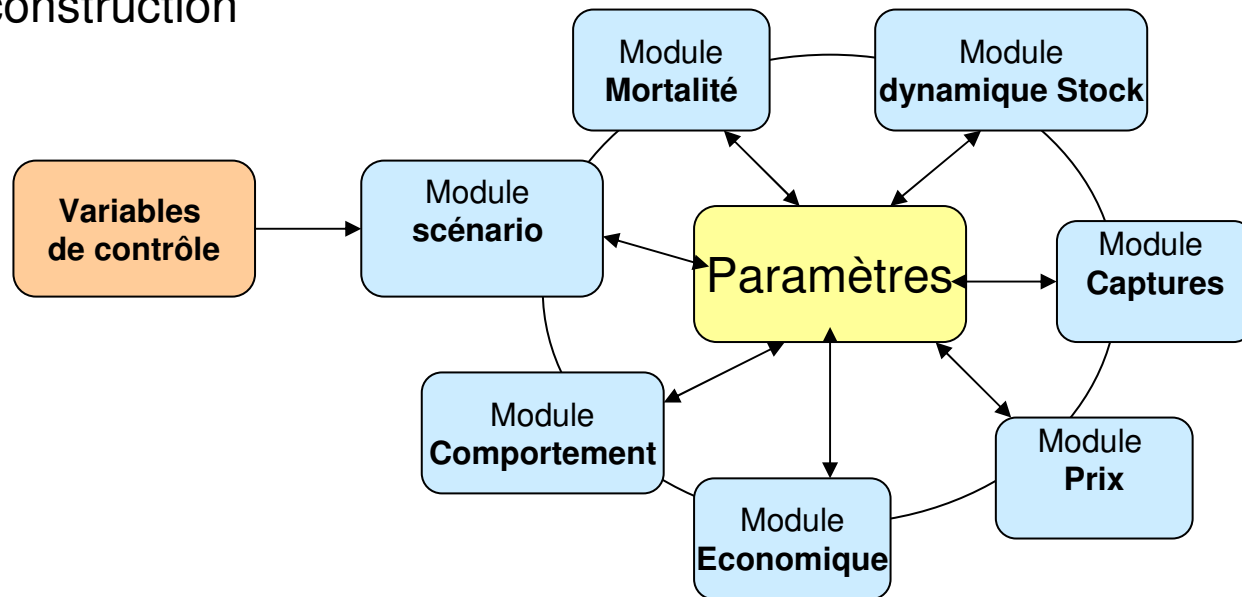 construction
Module
Mortalité
Module
dynamique Stock
Variables
de contrôle
Module
scénario
Paramètres
Module
Captures
Module
Comportement
Module
Prix
Module
Economique